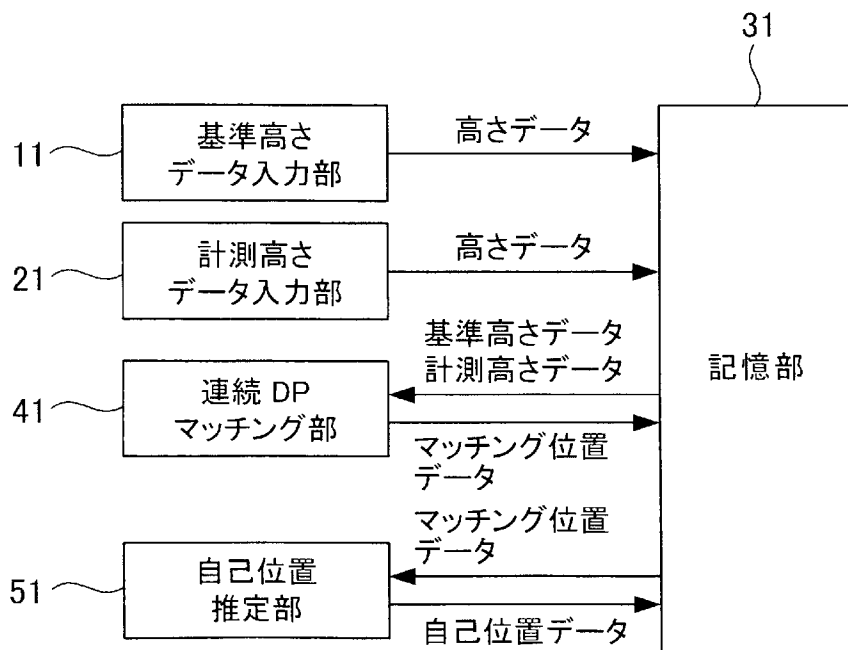 31
11
基準高さ
データ入力部
高さデータ
21
計測高さ
データ入力部
高さデータ
基準高さデータ
計測高さデータ
記憶部
41
連続 DP
マッチング部
マッチング位置
データ
マッチング位置
データ
51
自己位置
推定部
自己位置データ